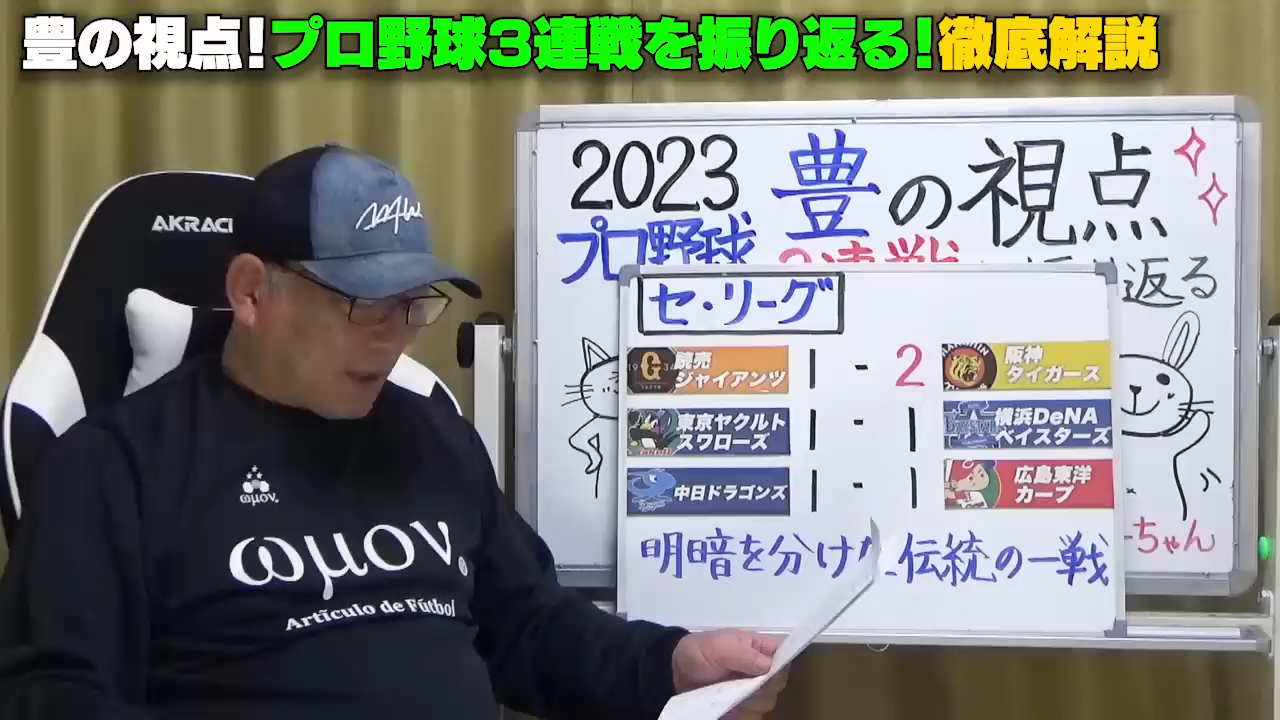 豊の視点!プロ野球3連戦を振り返る!徹底解説
AKRACI
2023 豊の視点
プロ野球
返る
セ・リーグ
読売ジャイアンツ 1 - 2 阪神タイガース
東京ヤクルトスワローズ 1 - 1 横浜DeNAベイスターズ
中日ドラゴンズ 1 - 1 広島東洋カープ
明暗を分けた伝統の一戦
ちゃん
ωμον.
ωμον
Artículo de Fútbol